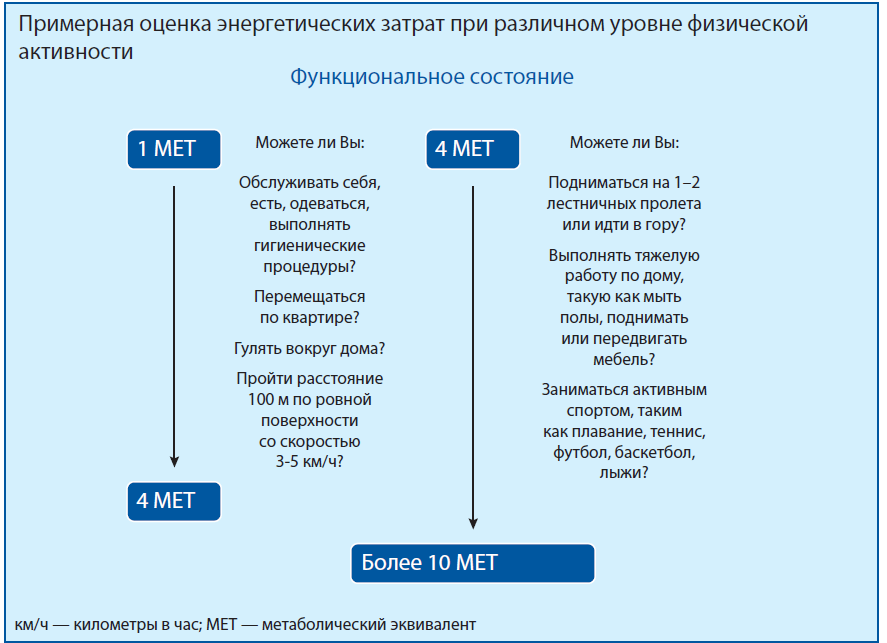 Примерная оценка энергетических затрат при различном уровне физической
активности
Функциональное состояние
1 МЕТ
Можете ли Вы:
Обслуживать себя,
есть, одеваться,
выполнять
гигиенические
процедуры?
Перемещаться
по квартире?
Гулять вокруг дома?
Пройти расстояние
100 м по ровной
поверхности
со скоростью
3-5 км/ч?
4 МЕТ
4 МЕТ
Можете ли Вы:
Подниматься на 1–2
лестничных пролета
или идти в гору?
Выполнять тяжелую
работу по дому,
такую как мыть
полы, поднимать
или передвигать
мебель?
Заниматься активным
спортом, таким
как плавание, теннис,
футбол, баскетбол,
лыжи?
Более 10 МЕТ
км/ч — километры в час; МЕТ — метаболический эквивалент